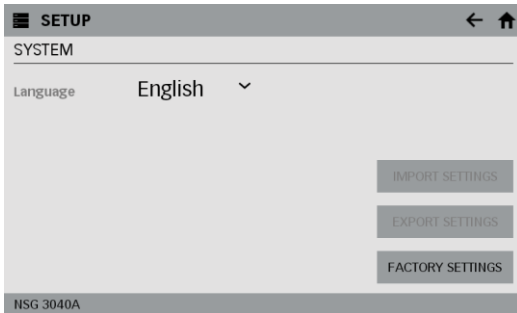 SETUP
SYSTEM
Language English
IMPORT SETTINGS
EXPORT SETTINGS
FACTORY SETTINGS
NSG 3040A